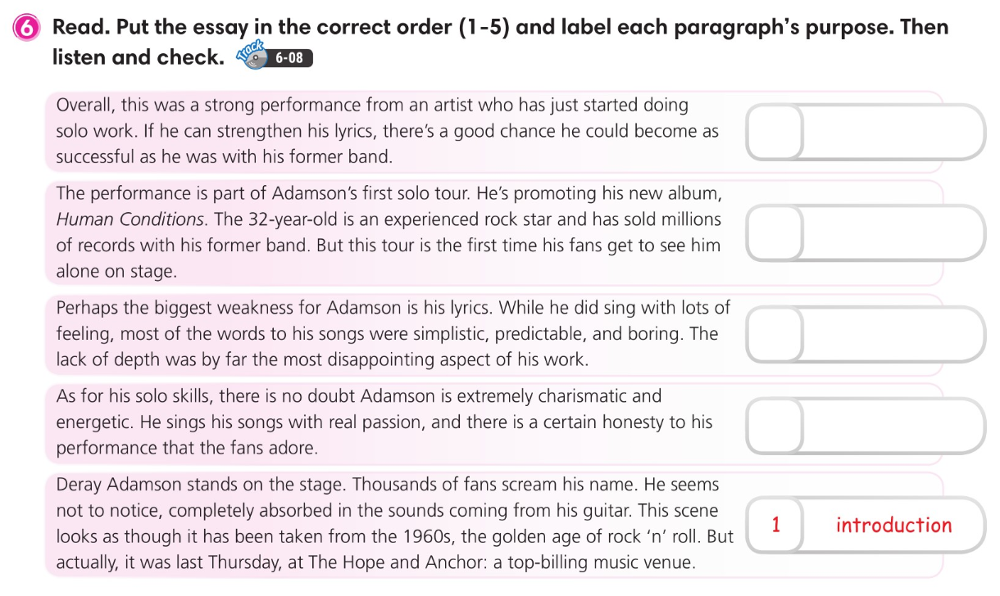 6 Read. Put the essay in the correct order (1-5) and label each paragraph's purpose. Then
listen and check. Track 6-08
Overall, this was a strong performance from an artist who has just started doing
solo work. If he can strengthen his lyrics, there's a good chance he could become as
successful as he was with his former band.
The performance is part of Adamson's first solo tour. He's promoting his new album,
Human Conditions. The 32-year-old is an experienced rock star and has sold millions
of records with his former band. But this tour is the first time his fans get to see him
alone on stage.
Perhaps the biggest weakness for Adamson is his lyrics. While he did sing with lots of
feeling, most of the words to his songs were simplistic, predictable, and boring. The
lack of depth was by far the most disappointing aspect of his work.
As for his solo skills, there is no doubt Adamson is extremely charismatic and
energetic. He sings his songs with real passion, and there is a certain honesty to his
performance that the fans adore.
Deray Adamson stands on the stage. Thousands of fans scream his name. He seems
not to notice, completely absorbed in the sounds coming from his guitar. This scene
looks as though it has been taken from the 1960s, the golden age of rock 'n' roll. But
actually, it was last Thursday, at The Hope and Anchor: a top-billing music venue.
1 introduction